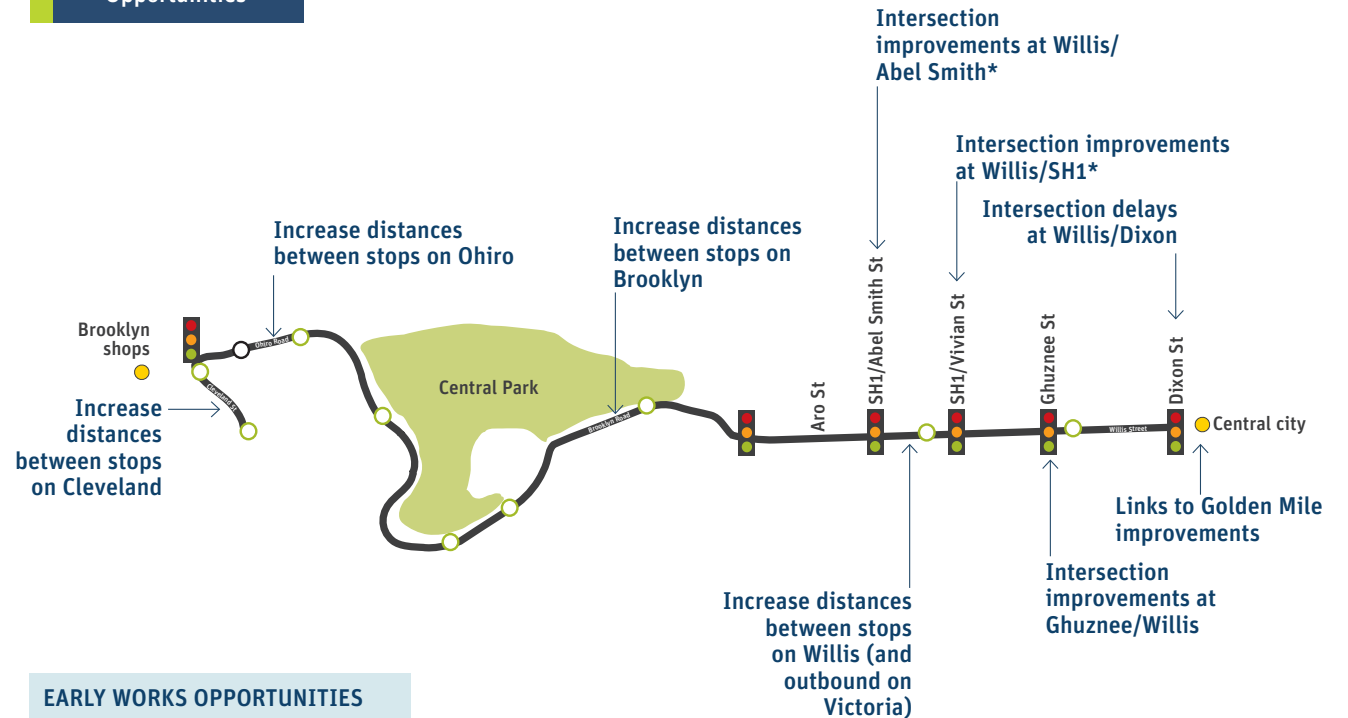 Opportunities
Intersection
improvements at Willis/
Abel Smith*
Intersection improvements
at Willis/SH1*
Intersection delays
at Willis/Dixon
Increase distances
between stops on Ohiro
Increase distances
between stops on
Brooklyn
Brooklyn
shops
Ohiro Road
Cleveland St
Central Park
Brooklyn Road
Aro St
SH1/Abel Smith St
SH1/Vivian St
Ghuznee St
Dixon St
Willis Street
Central city
Increase
distances
between stops
on Cleveland
Links to Golden Mile
improvements
Intersection
improvements at
Ghuznee/Willis
Increase distances
between stops
on Willis (and
outbound on
Victoria)
EARLY WORKS OPPORTUNITIES